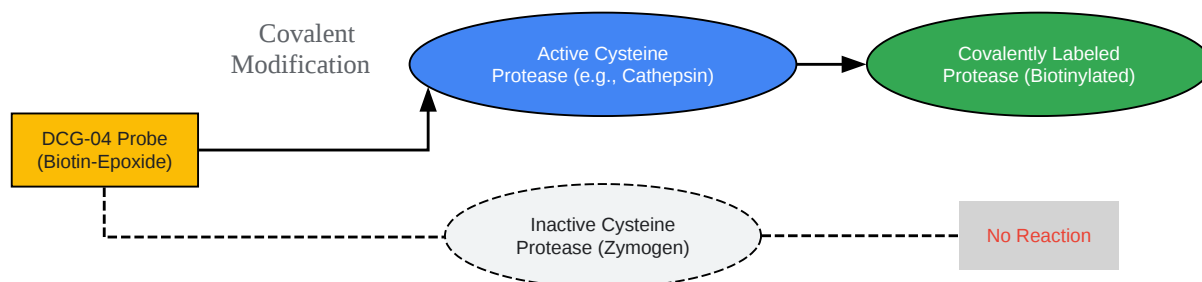 Covalent
Modification
Active Cysteine
Protease (e.g., Cathepsin)
Covalently Labeled
Protease (Biotinylated)
DCG-04 Probe
(Biotin-Epoxide)
Inactive Cysteine
Protease (Zymogen)
No Reaction